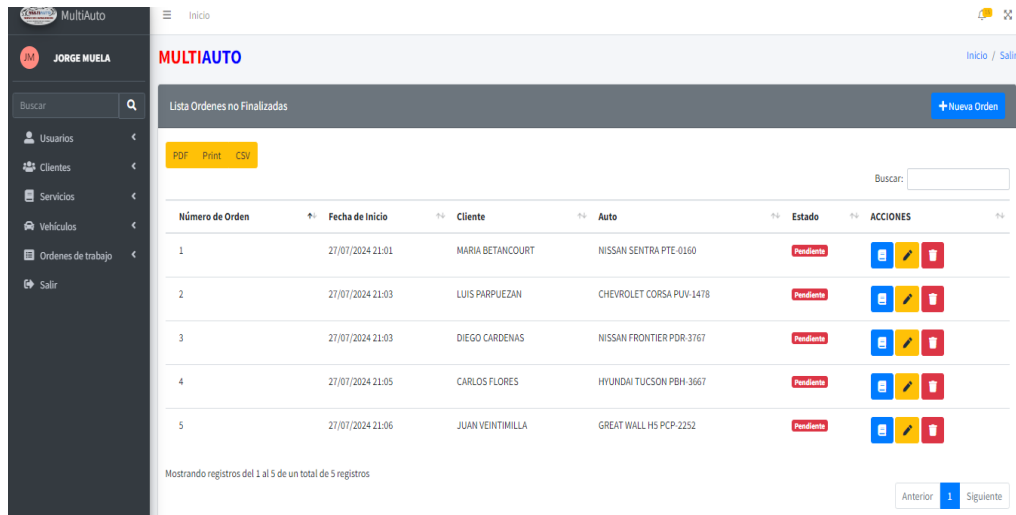 MultiAuto
Inicio
JM JORGE MUELA
MULTIAUTO
Inicio / Salir
Buscar
Usuarios
Clientes
Servicios
Vehículos
Ordenes de trabajo
Salir
Lista Ordenes no Finalizadas
Nueva Orden
PDF Print CSV
Buscar:
Número de Orden Fecha de Inicio Cliente Auto Estado ACCIONES
1 27/07/2024 21:01 MARIA BETANCOURT NISSAN SENTRA PTE-0160 Pendiente
2 27/07/2024 21:03 LUIS PARPUEZAN CHEVROLET CORSA PUV-1478 Pendiente
3 27/07/2024 21:03 DIEGO CARDENAS NISSAN FRONTIER PDR-3767 Pendiente
4 27/07/2024 21:05 CARLOS FLORES HYUNDAI TUCSON PBH-3667 Pendiente
5 27/07/2024 21:06 JUAN VEINTIMILLA GREAT WALL H5 PCP-2252 Pendiente
Mostrando registros del 1 al 5 de un total de 5 registros
Anterior 1 Siguiente